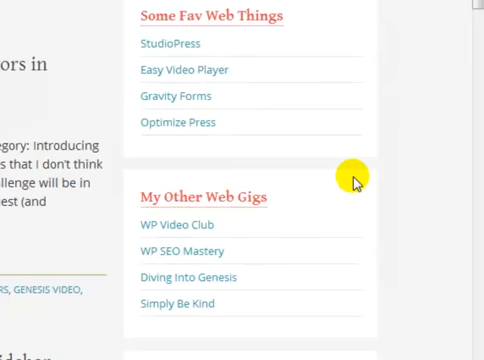 Some Fav Web Things
StudioPress
ors in
Easy Video Player
Gravity Forms
Optimize Press
egory: Introducing
s that I don't think
llenge will be in
est (and
My Other Web Gigs
WP Video Club
WP SEO Mastery
Diving Into Genesis
RS, GENESIS VIDEO,
Simply Be Kind